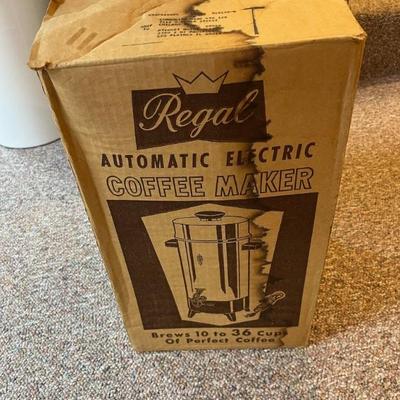 Regal
AUTOMATIC ELECTRIC
COFFEE MAKER
Brews 10 to 36 Cups
Of Perfect Coffee